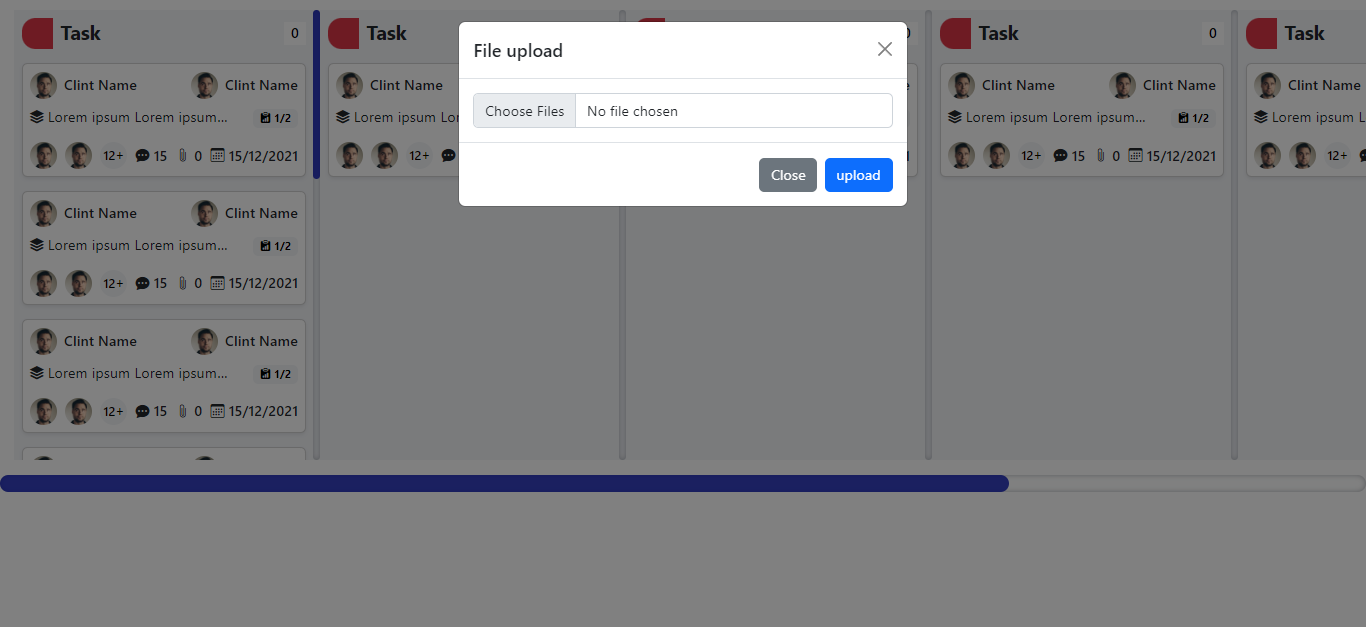 Task 0
Clint Name Clint Name
Lorem ipsum Lorem ipsum... 1/2
12+ 15 0 15/12/2021
Clint Name Clint Name
Lorem ipsum Lorem ipsum... 1/2
12+ 15 0 15/12/2021
Clint Name Clint Name
Lorem ipsum Lorem ipsum... 1/2
12+ 15 0 15/12/2021
Task
Clint Name
Lorem ipsum
12+
File upload
Choose Files No file chosen
Close upload
Task 0
Clint Name Clint Name
Lorem ipsum Lorem ipsum... 1/2
12+ 15 0 15/12/2021
Task
Clint Name
Lorem ipsum
12+